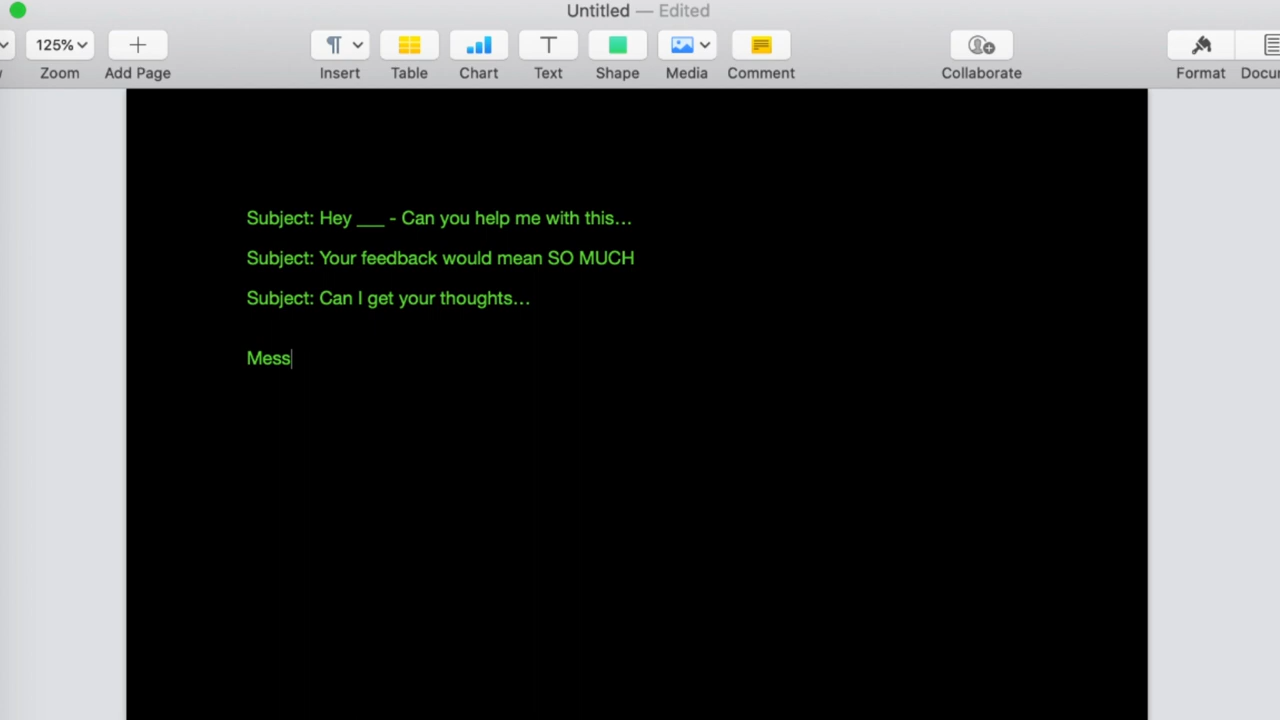 Untitled — Edited
125%
Zoom Add Page Insert Table Chart Text Shape Media Comment Collaborate Format
Subject: Hey ___ - Can you help me with this…
Subject: Your feedback would mean SO MUCH
Subject: Can I get your thoughts…
Mess